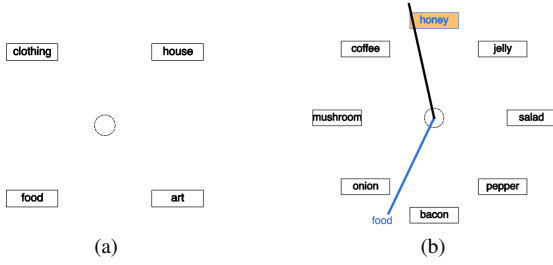 clothing
house
food
art
(a)
honey
coffee
jelly
mushroom
salad
onion
pepper
food
bacon
(b)